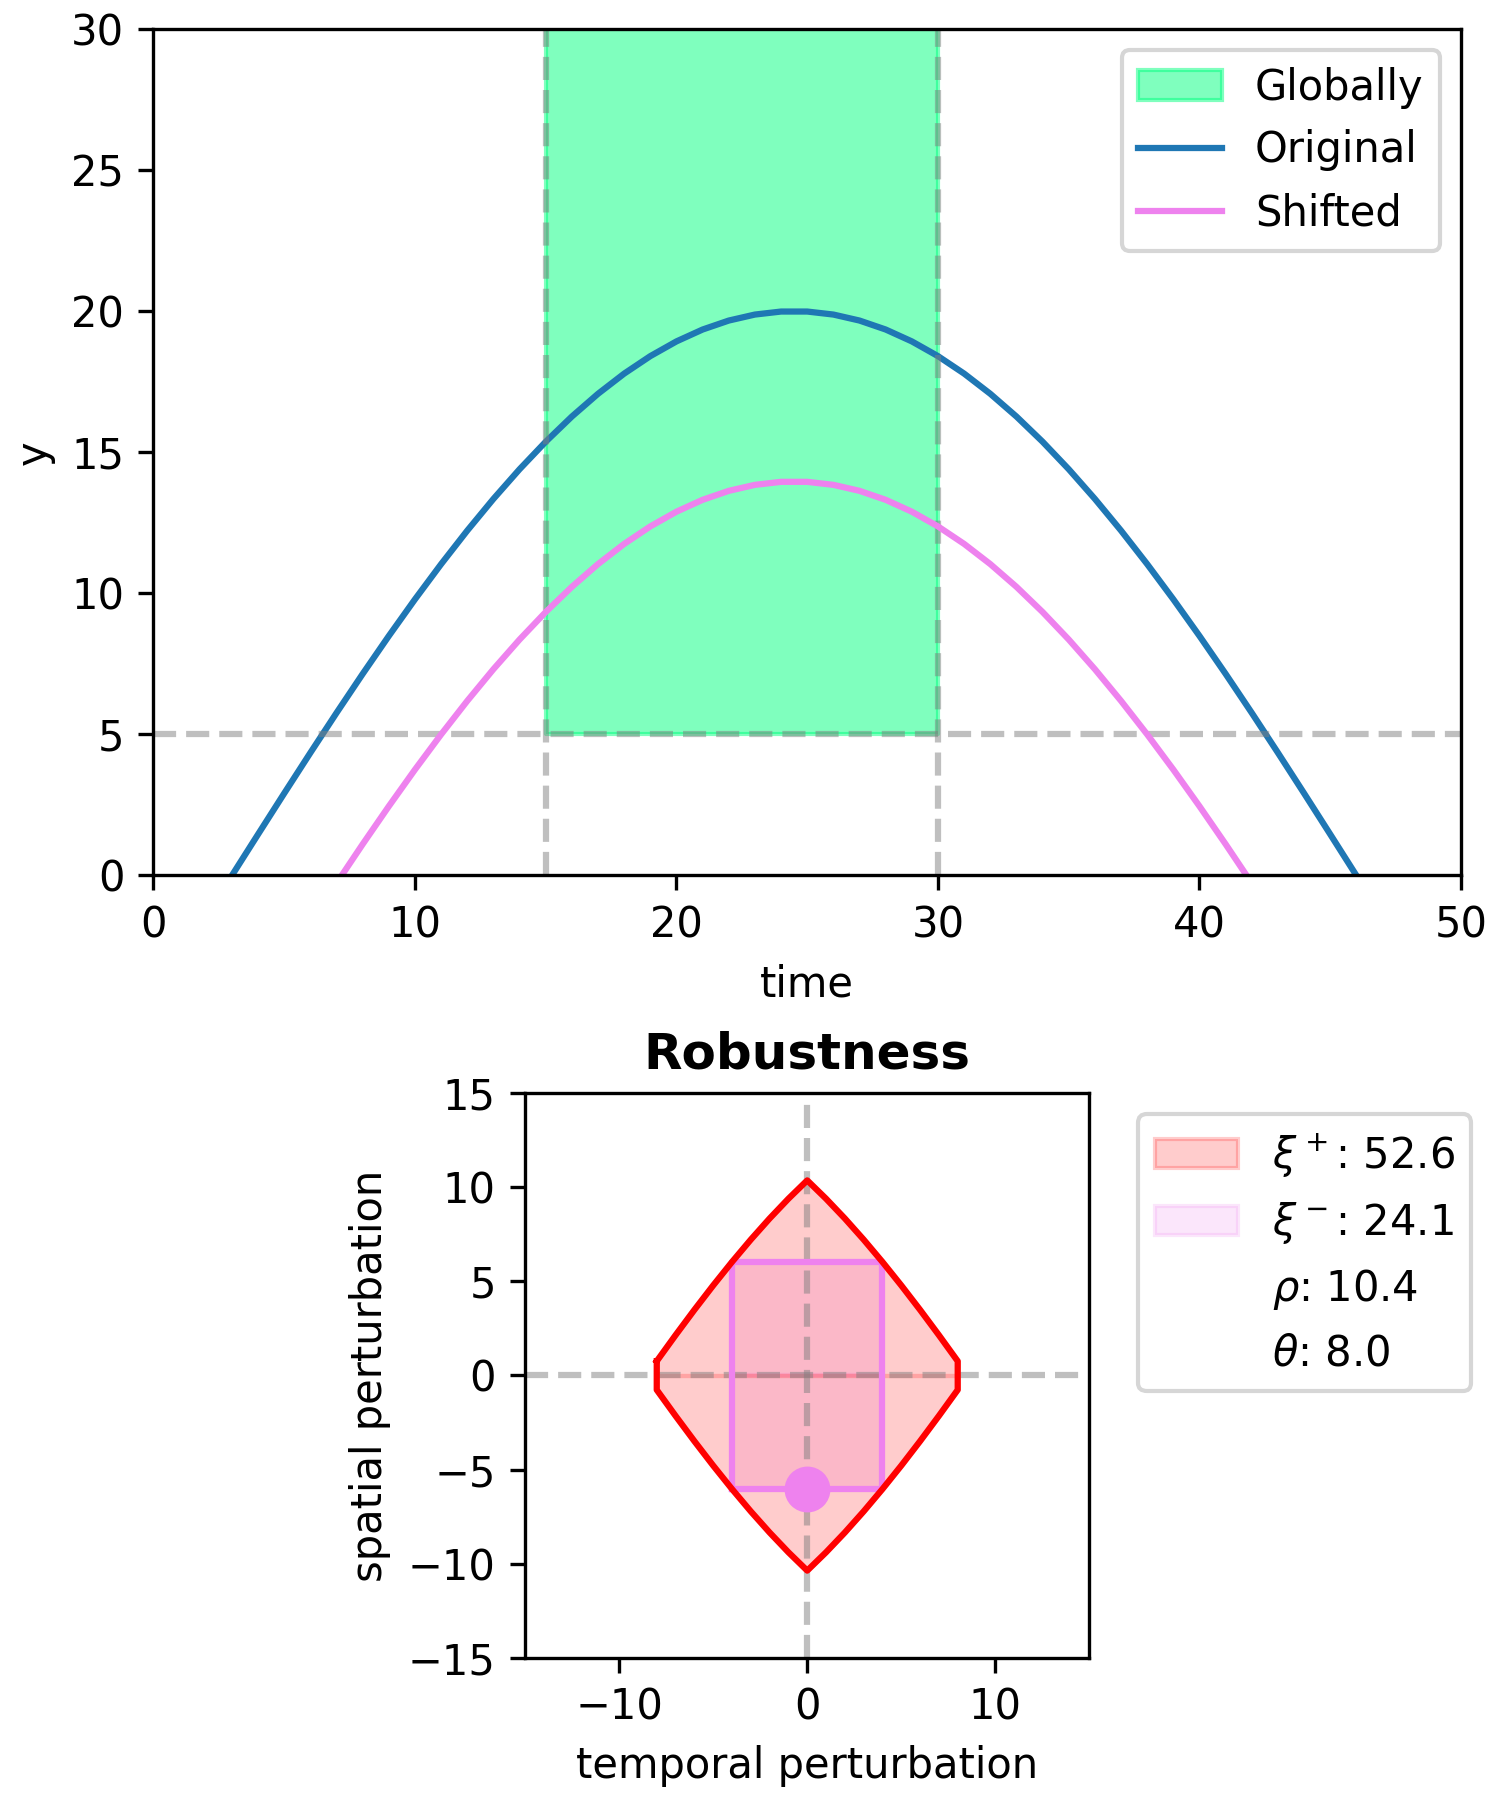 30
25
20
15
10
5
0
y
0 10 20 30 40 50
time
Globally
Original
Shifted
Robustness
15
10
5
0
−5
−10
−15
spatial perturbation
−10 0 10
temporal perturbation
ξ⁺: 52.6
ξ⁻: 24.1
ρ: 10.4
θ: 8.0